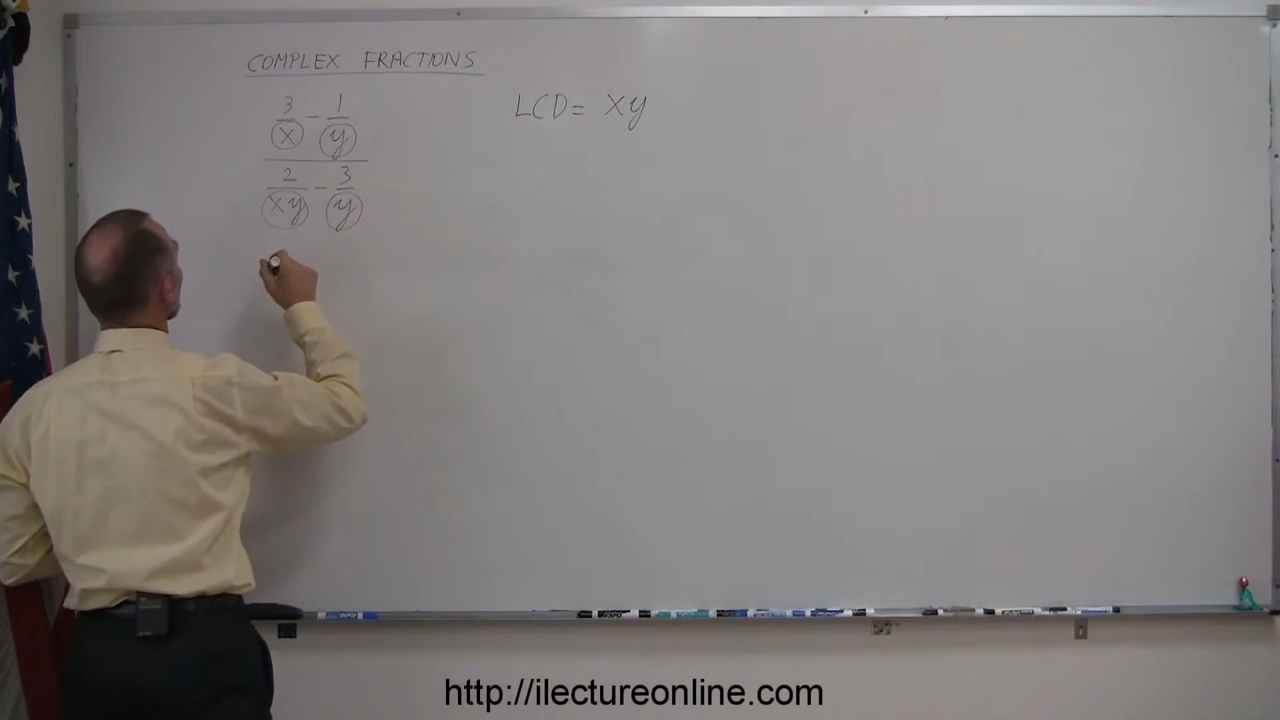 COMPLEX FRACTIONS
3/x - 1/y
2/xy - 3/y
LCD = xy
http://ilectureonline.com